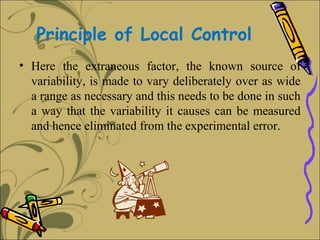 Principle of Local Control
• Here the extraneous factor, the known source of
variability, is made to vary deliberately over as wide
a range as necessary and this needs to be done in such
a way that the variability it causes can be measured
and hence eliminated from the experimental error.